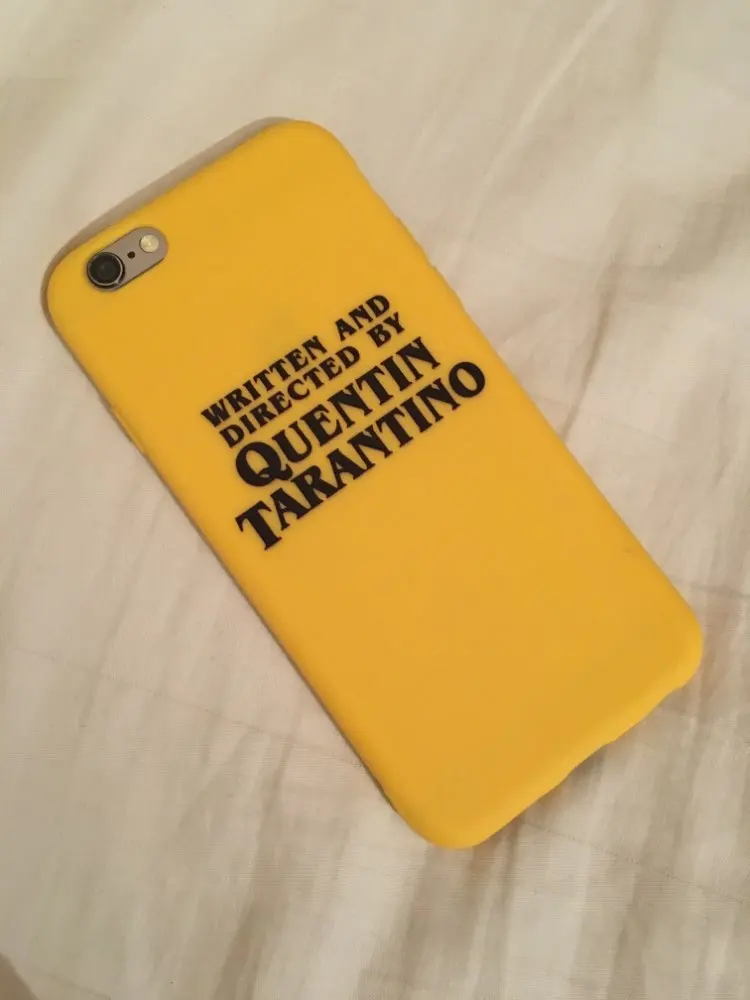 WRITTEN AND
DIRECTED BY
QUENTIN
TARANTINO